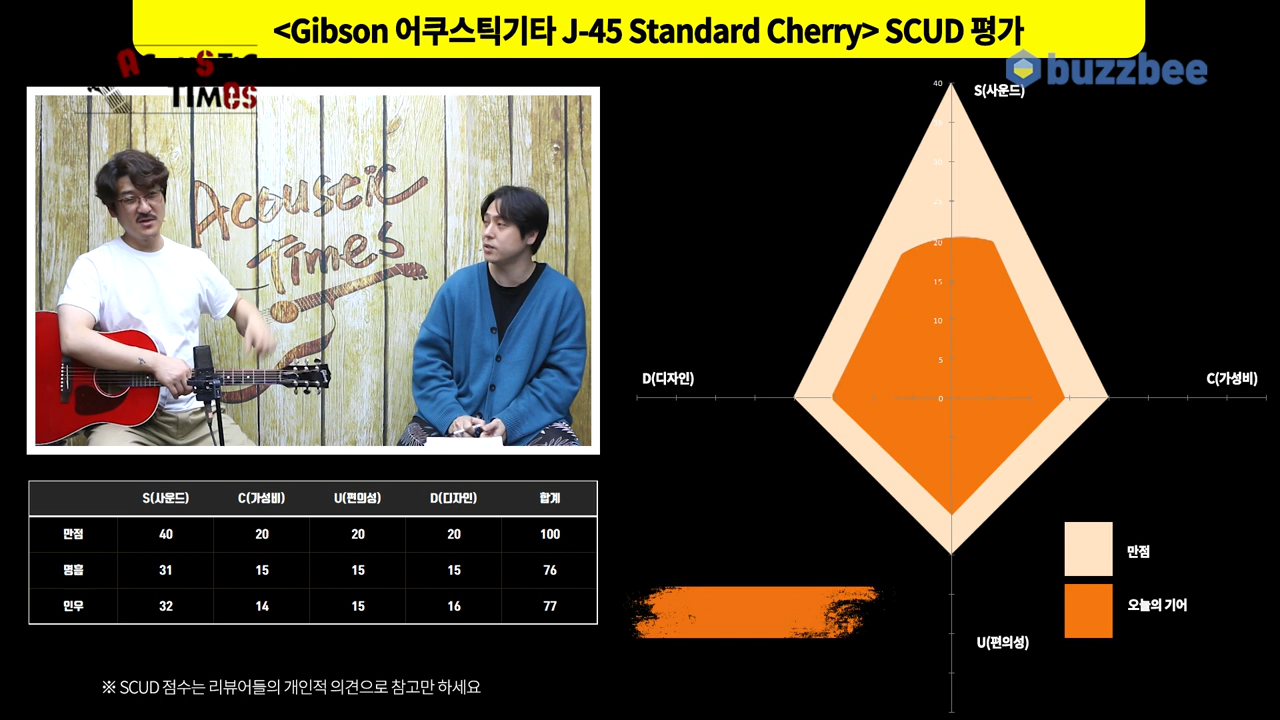 <Gibson 어쿠스틱기타 J-45 Standard Cherry> SCUD 평가
ACOUSTIC
TIMES
buzzbee
Acoustic
Times
S(사운드)
40
20
15
10
5
0
D(디자인)
C(가성비)
U(편의성)
만점
오늘의 기어
S(사운드) C(가성비) U(편의성) D(디자인) 합계
만점 40 20 20 20 100
명흠 31 15 15 15 76
인우 32 14 15 16 77
※ SCUD 점수는 리뷰어들의 개인적 의견으로 참고만 하세요